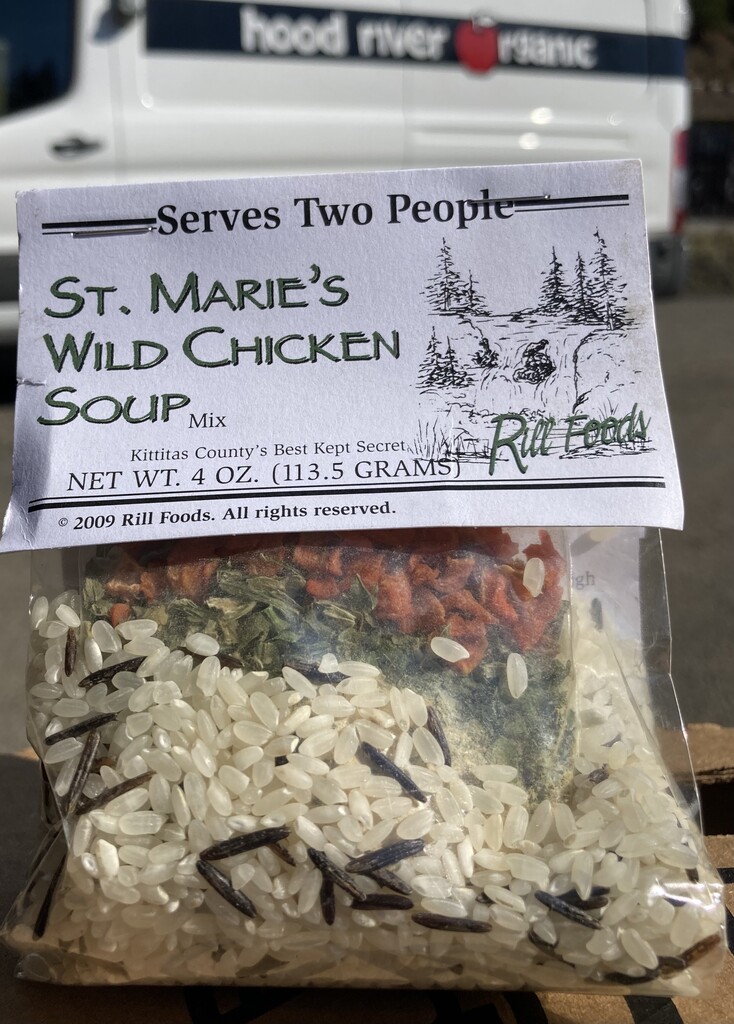 hood river organic
Serves Two People
ST. MARIE'S
WILD CHICKEN
SOUP Mix
Kittitas County's Best Kept Secret
NET WT. 4 OZ. (113.5 GRAMS)
Rill Foods
© 2009 Rill Foods. All rights reserved.